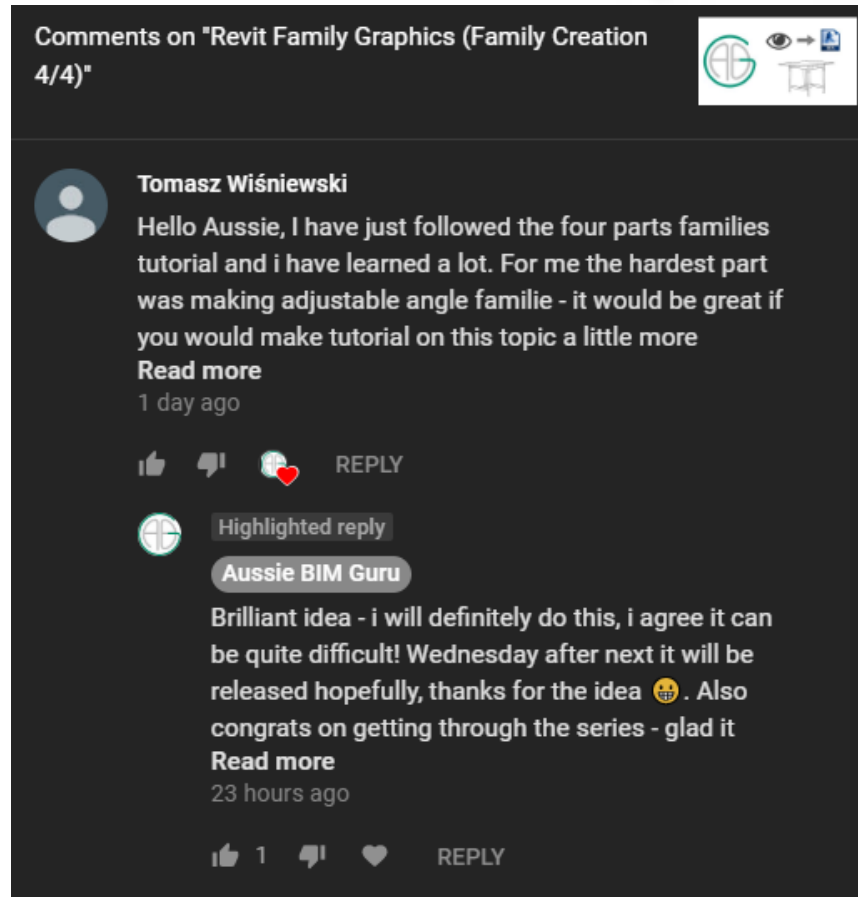 Comments on "Revit Family Graphics (Family Creation
4/4)"
Tomasz Wiśniewski
Hello Aussie, I have just followed the four parts families
tutorial and i have learned a lot. For me the hardest part
was making adjustable angle familie - it would be great if
you would make tutorial on this topic a little more
Read more
1 day ago
REPLY
Highlighted reply
Aussie BIM Guru
Brilliant idea - i will definitely do this, i agree it can
be quite difficult! Wednesday after next it will be
released hopefully, thanks for the idea 😁. Also
congrats on getting through the series - glad it
Read more
23 hours ago
1
REPLY